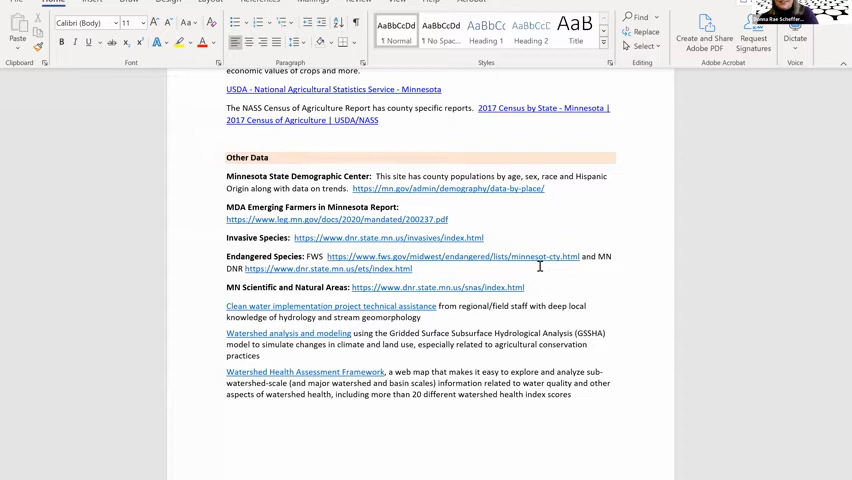 File Home Insert Draw Design Layout References Mailings Review View Help Acrobat
Paste
Clipboard
Calibri (Body) 11
Font
Paragraph
AaBbCcDd AaBbCcDd AaBbCc AaBbCcD AaB
1 Normal 1 No Spac... Heading 1 Heading 2 Title
Styles
Find
Replace
Select
Editing
Create and Share Adobe PDF
Request Signatures
Adobe Acrobat
Dictate
Voice
economic values of crops and more.
USDA - National Agricultural Statistics Service - Minnesota
The NASS Census of Agriculture Report has county specific reports. 2017 Census by State - Minnesota |
2017 Census of Agriculture | USDA/NASS
Other Data
Minnesota State Demographic Center: This site has county populations by age, sex, race and Hispanic
Origin along with data on trends. https://mn.gov/admin/demography/data-by-place/
MDA Emerging Farmers in Minnesota Report:
https://www.leg.mn.gov/docs/2020/mandated/200237.pdf
Invasive Species: https://www.dnr.state.mn.us/invasives/index.html
Endangered Species: FWS https://www.fws.gov/midwest/endangered/lists/minnesot-cty.html and MN
DNR https://www.dnr.state.mn.us/ets/index.html
MN Scientific and Natural Areas: https://www.dnr.state.mn.us/snas/index.html
Clean water implementation project technical assistance from regional/field staff with deep local
knowledge of hydrology and stream geomorphology
Watershed analysis and modeling using the Gridded Surface Subsurface Hydrological Analysis (GSSHA)
model to simulate changes in climate and land use, especially related to agricultural conservation
practices
Watershed Health Assessment Framework, a web map that makes it easy to explore and analyze sub-
watershed-scale (and major watershed and basin scales) information related to water quality and other
aspects of watershed health, including more than 20 different watershed health index scores